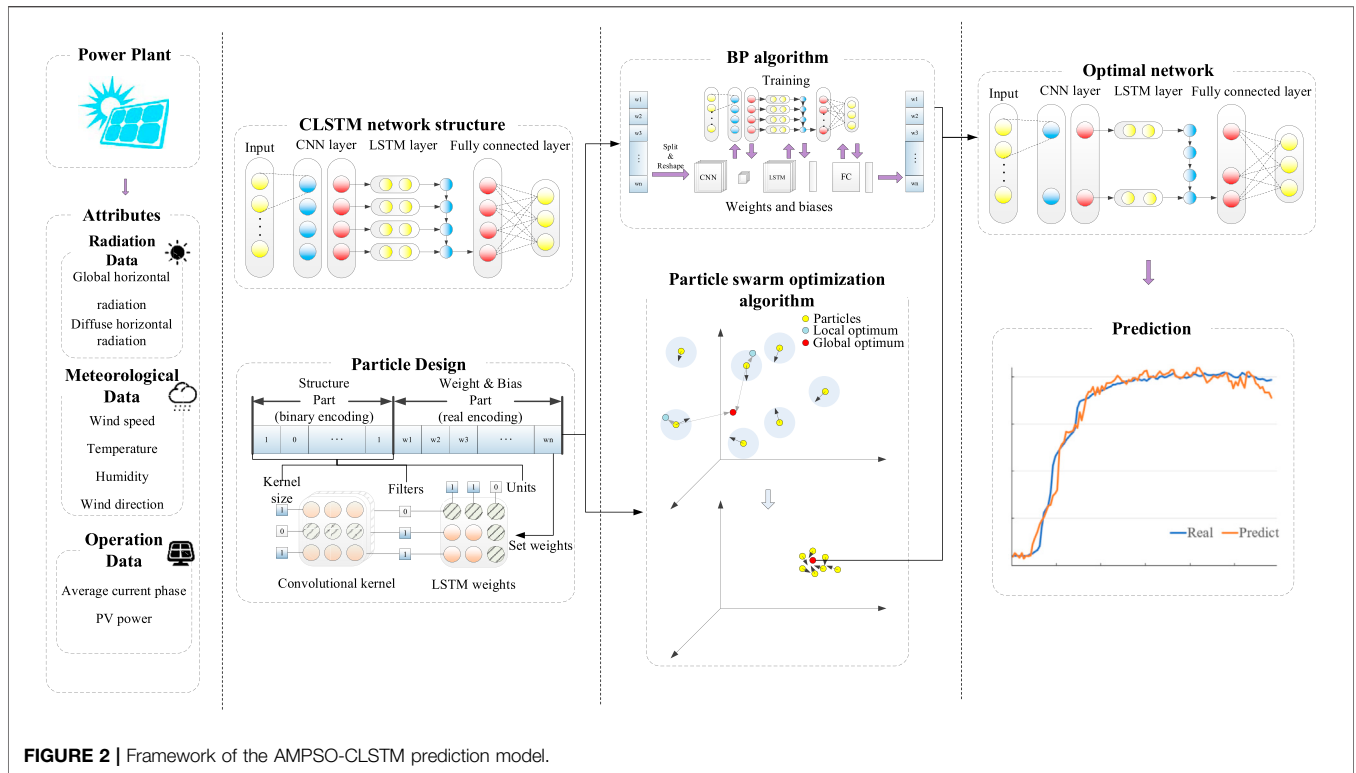 Power Plant
Attributes
Radiation
Data
Global horizontal
radiation
Diffuse horizontal
radiation
Meteorological
Data
Wind speed
Temperature
Humidity
Wind direction
Operation
Data
Average current phase
PV power
CLSTM network structure
Input
CNN layer
LSTM layer
Fully connected layer
Particle Design
Structure
Part
(binary encoding)
Weight & Bias
Part
(real encoding)
1 0 ··· 1 w1 w2 w3 ··· wn
Kernel
size
Filters
Units
1 1 0
1
0
1
0
1
1
Set weights
Convolutional kernel
LSTM weights
BP algorithm
Training
w1
w2
w3
⋮
wn
Split
&
Reshape
CNN
LSTM
FC
w1
w2
w3
⋮
wn
Weights and biases
Particle swarm optimization
algorithm
Particles
Local optimum
Global optimum
Optimal network
Input
CNN layer
LSTM layer
Fully connected layer
Prediction
Real
Predict
FIGURE 2 | Framework of the AMPSO-CLSTM prediction model.